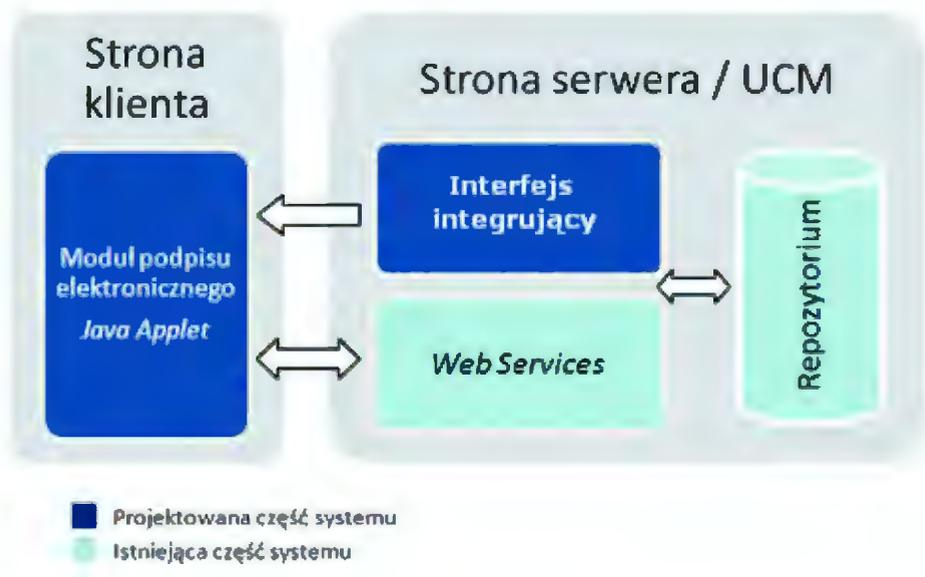 Strona
klienta
Strona serwera / UCM
Moduł podpisu
elektronicznego
Java Applet
Interfejs
integrujący
Web Services
Repozytorium
Projektowana część systemu
Istniejąca część systemu